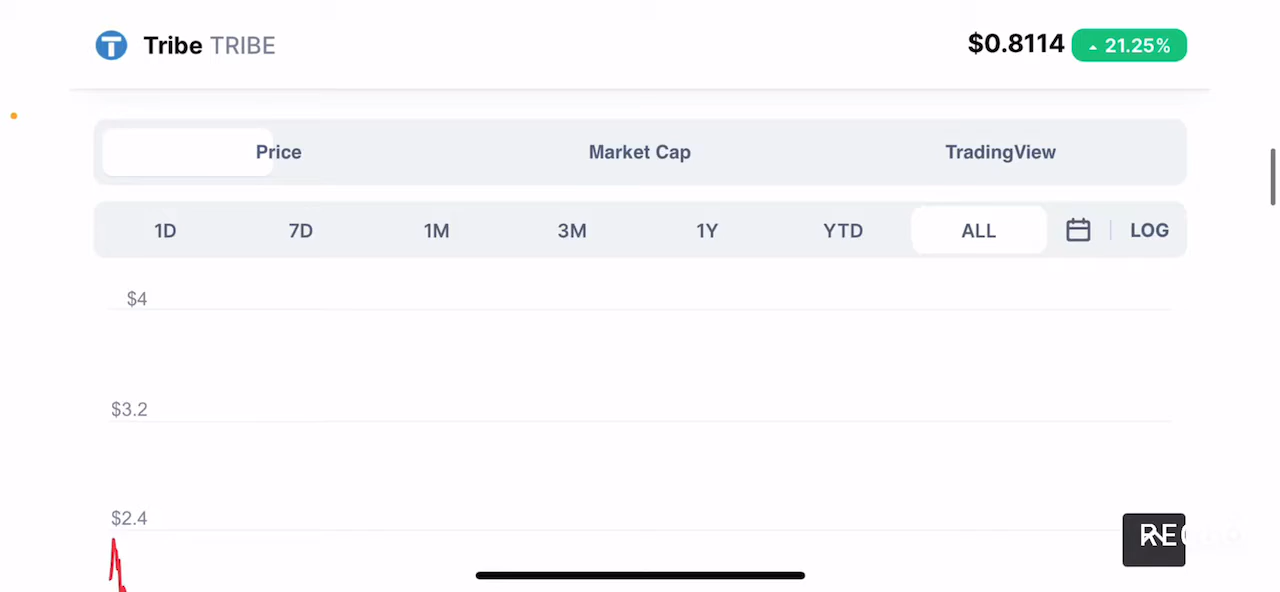 Tribe TRIBE
$0.8114 21.25%
Price Market Cap TradingView
1D 7D 1M 3M 1Y YTD ALL LOG
$4
$3.2
$2.4